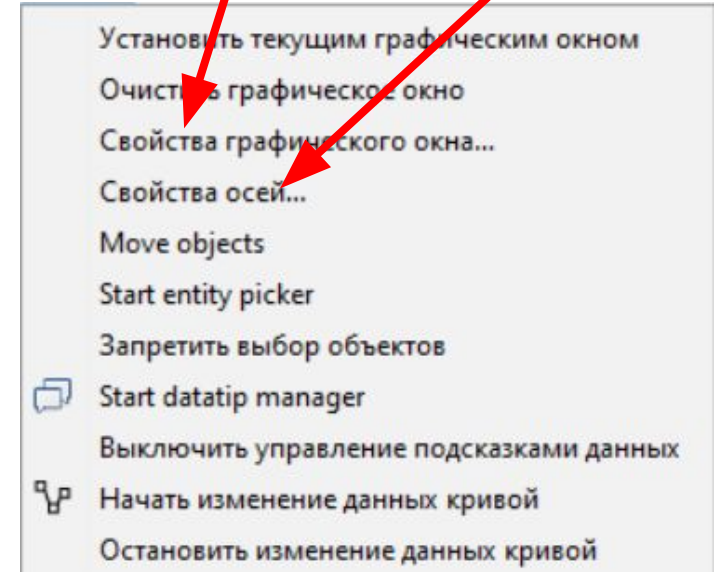 Установить текущим графическим окном
Очистить графическое окно
Свойства графического окна...
Свойства осей...
Move objects
Start entity picker
Запретить выбор объектов
Start datatip manager
Выключить управление подсказками данных
Начать изменение данных кривой
Остановить изменение данных кривой